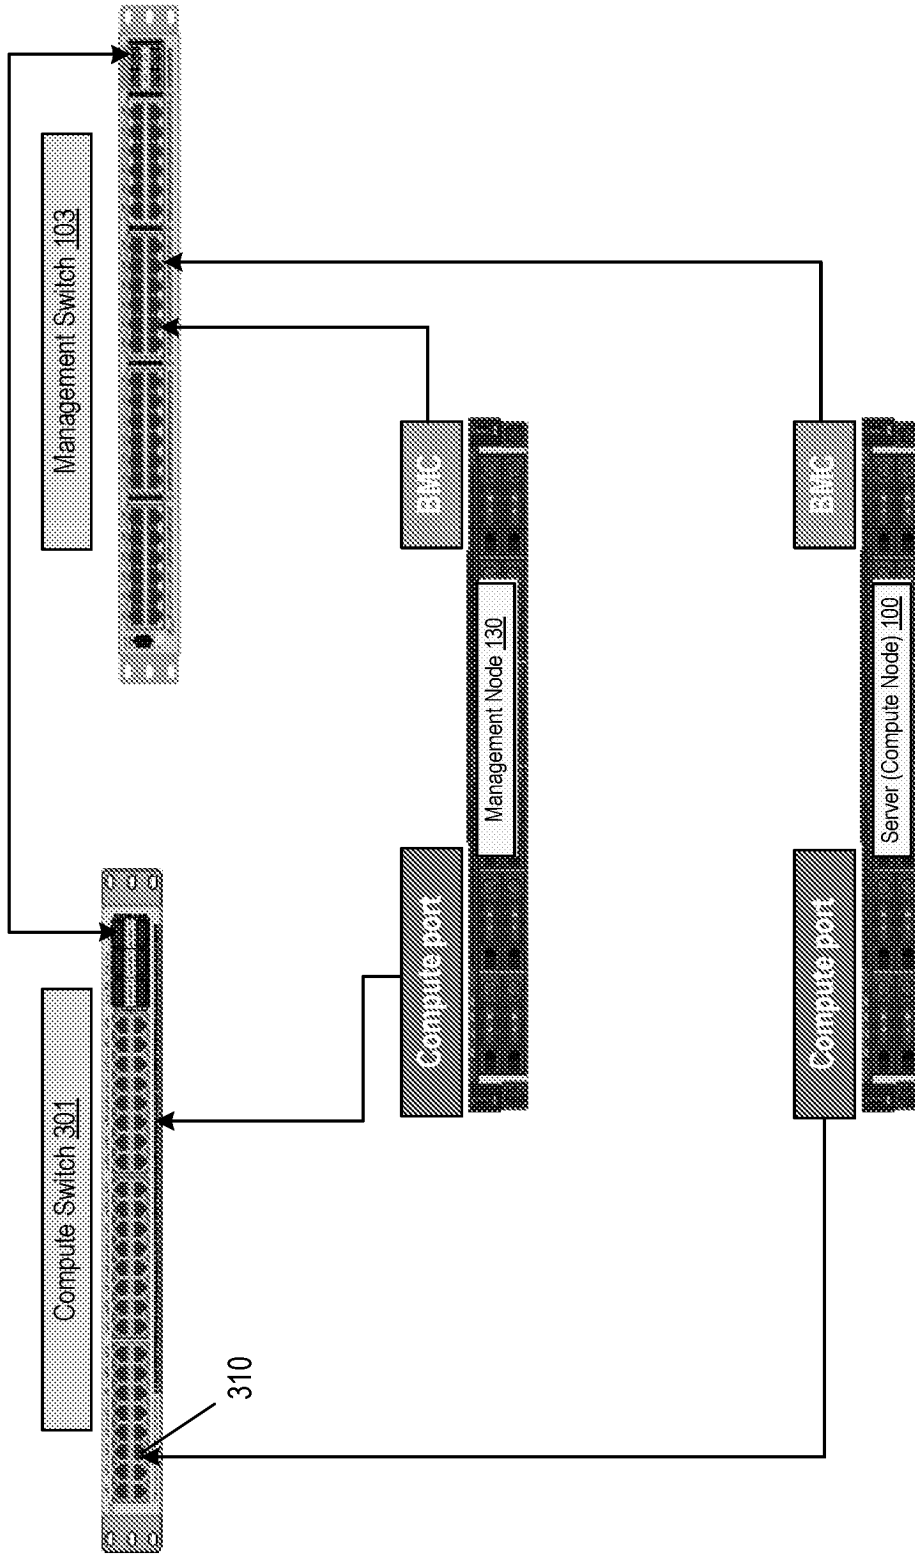 Compute Switch 301
Management Switch 103
310
Compute port
BMC
Management Node 130
Compute port
BMC
Server (Compute Node) 100